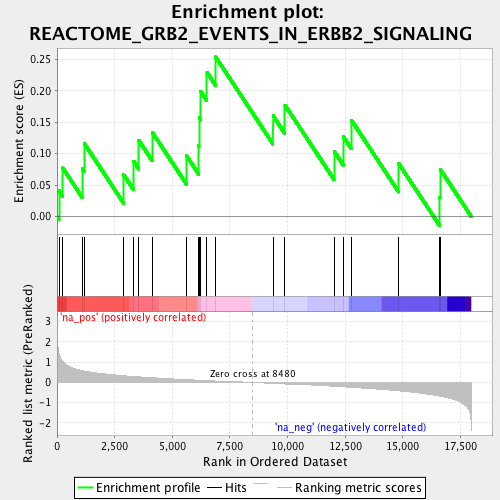 Enrichment plot:
REACTOME_GRB2_EVENTS_IN_ERBB2_SIGNALING
Enrichment score (ES)
0.25
0.20
0.15
0.10
0.05
0.00
'na_pos' (positively correlated)
Ranked list metric (PreRanked)
3
2
1
0
-1
-2
Zero cross at 8480
'na_neg' (negatively correlated)
0
2,500
5,000
7,500
10,000
12,500
15,000
17,500
Rank in Ordered Dataset
Enrichment profile
Hits
Ranking metric scores